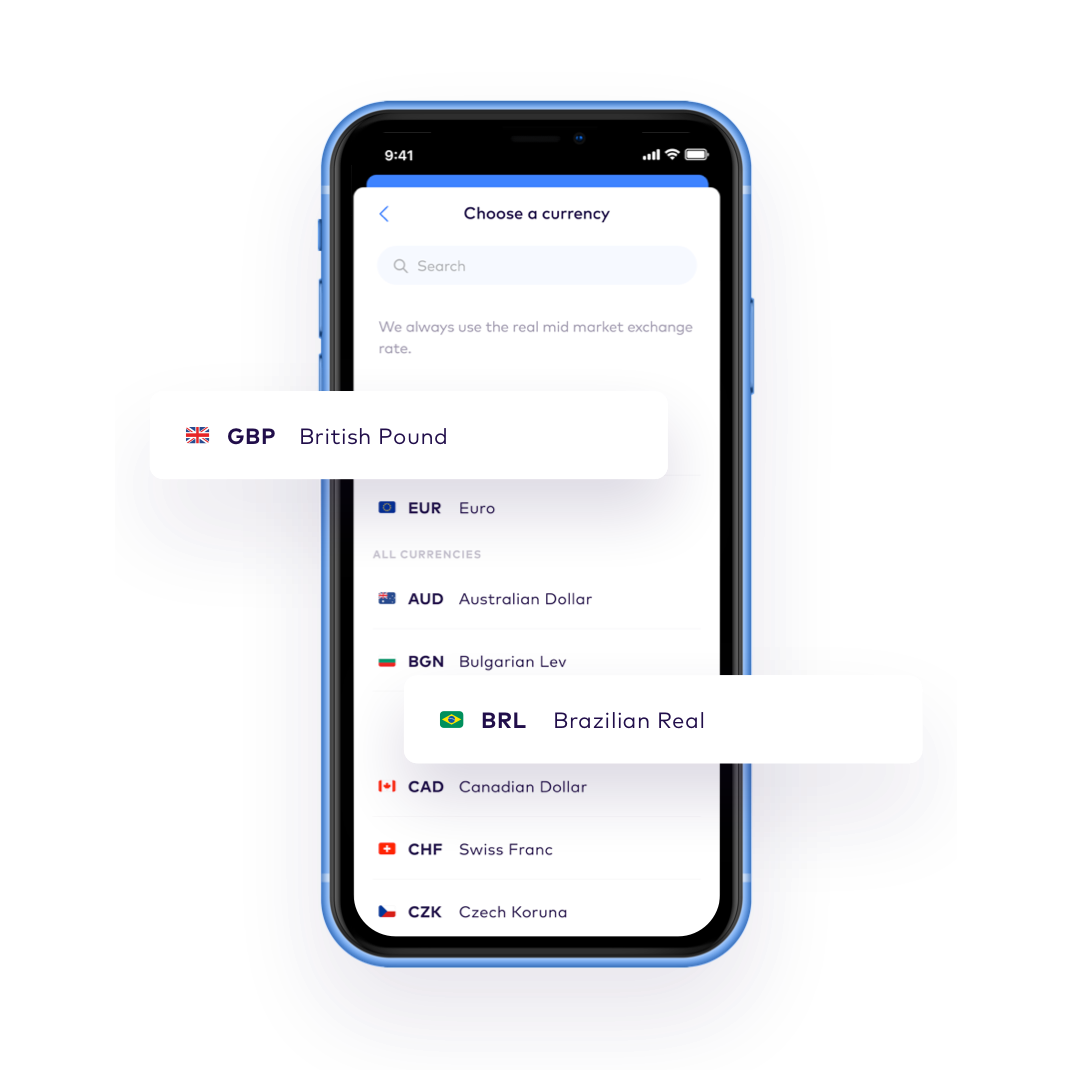 9:41
Choose a currency
Search
We always use the real mid market exchange
rate.
GBP British Pound
EUR Euro
ALL CURRENCIES
AUD Australian Dollar
BGN Bulgarian Lev
BRL Brazilian Real
CAD Canadian Dollar
CHF Swiss Franc
CZK Czech Koruna